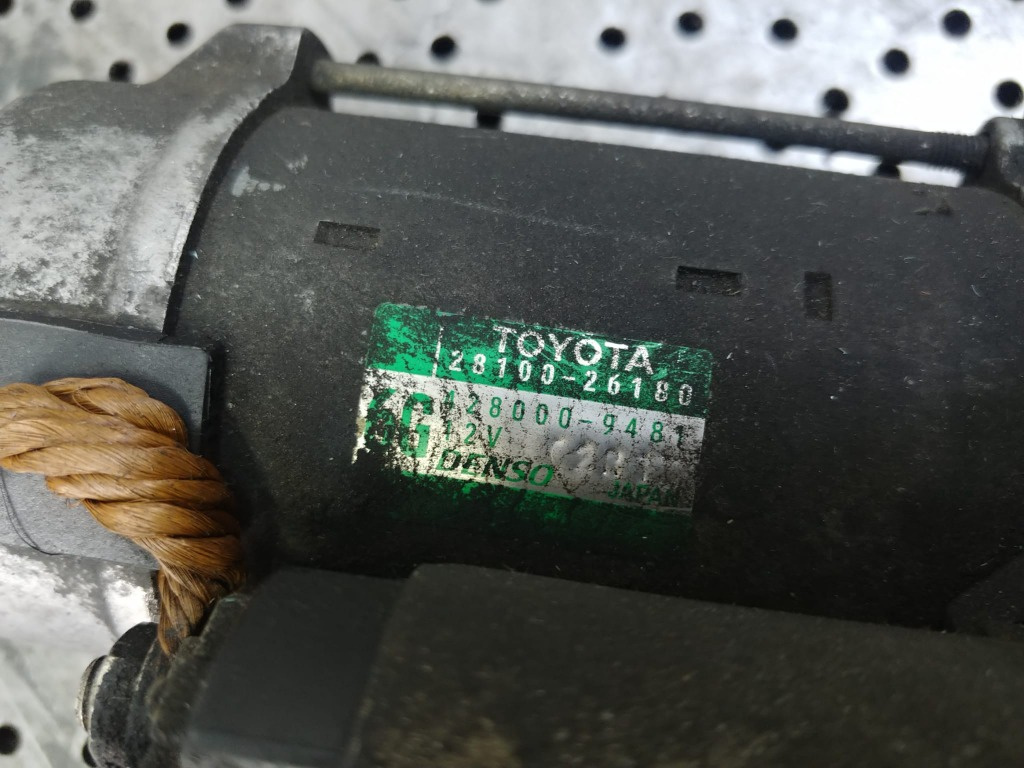 TOYOTA
28100-26180
428000-9481
12V
DENSO
JAPAN